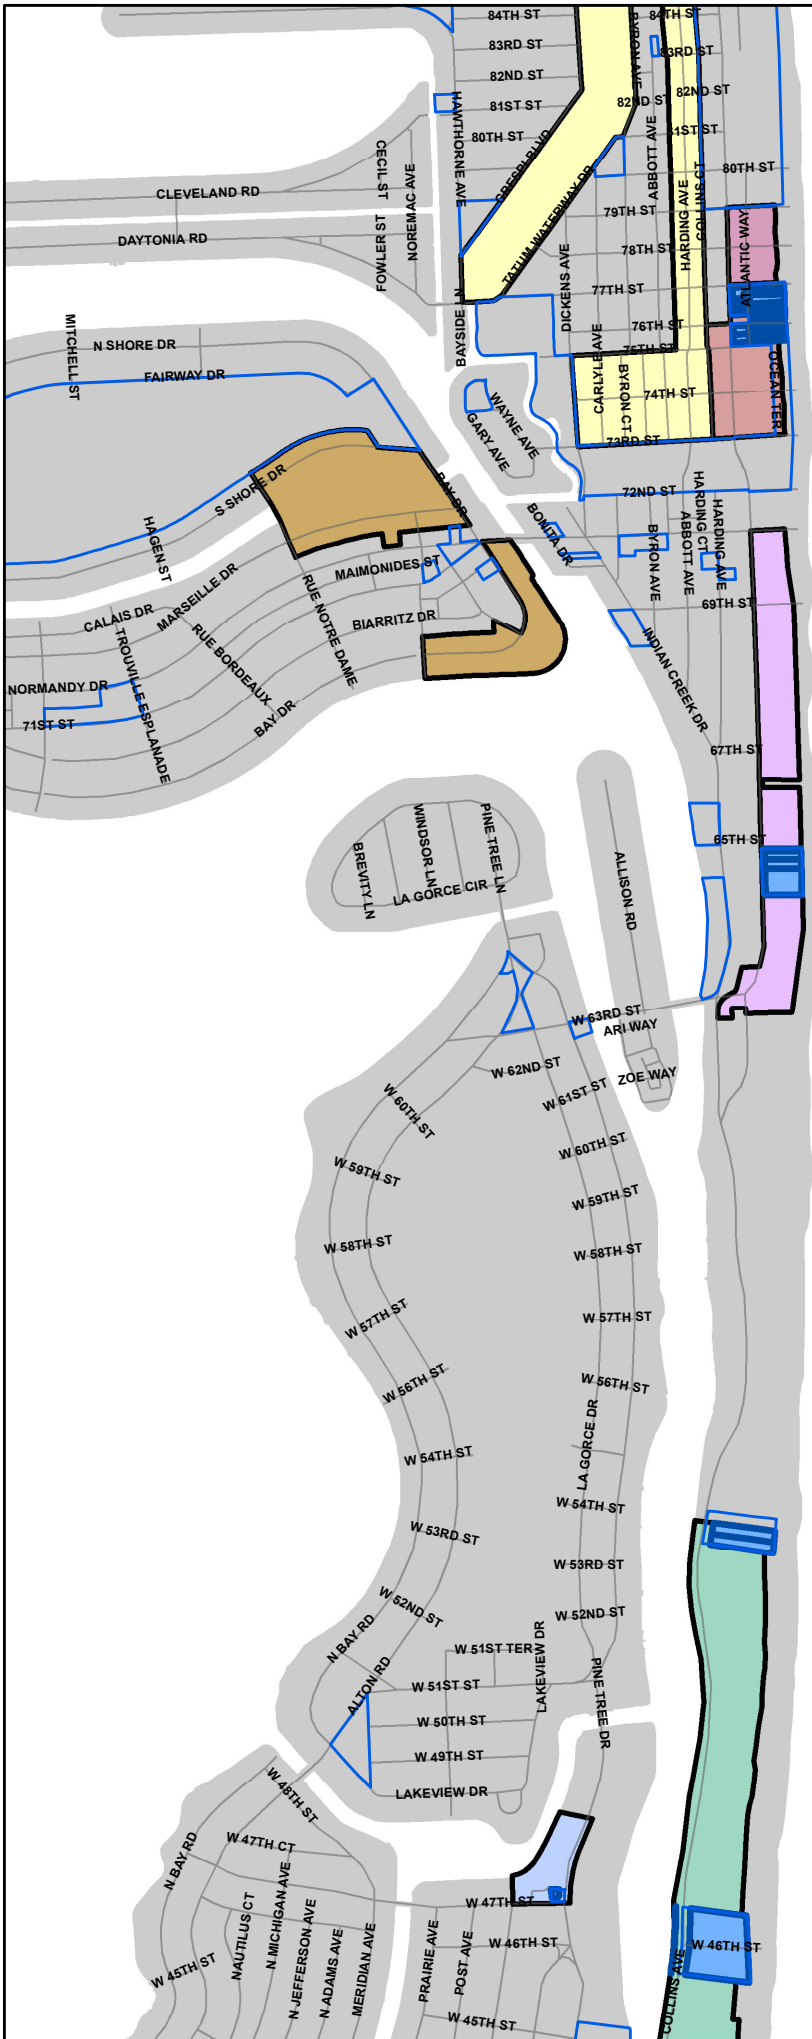 84TH ST
84TH ST
BYRON AVE
83RD ST
83RD ST
82ND ST
82ND ST
82ND ST
81ST ST
81ST ST
HAWTHORNE AVE
80TH ST
80TH ST
CRESPI BLVD
ABBOTT AVE
HARDING AVE
COLLINS CT
CECIL ST
NOREMAC AVE
CLEVELAND RD
TATUM WATERWAY DR
79TH ST
DAYTONIA RD
FOWLER ST
78TH ST
ATLANTIC WAY
DICKENS AVE
77TH ST
MITCHELL ST
BAYSIDE LN
76TH ST
N SHORE DR
75TH ST
CARLYLE AVE
BYRON CT
OCEAN TER
FAIRWAY DR
74TH ST
WAYNE AVE
GARY AVE
73RD ST
S SHORE DR
BAY DR
72ND ST
HARDING CT
HARDING AVE
BONITA DR
BYRON AVE
ABBOTT AVE
HAGEN ST
MAIMONIDES ST
MARSEILLE DR
RUE NOTRE DAME
69TH ST
CALAIS DR
BIARRITZ DR
TROUVILLE ESPLANADE
RUE BORDEAUX
INDIAN CREEK DR
NORMANDY DR
BAY DR
71ST ST
67TH ST
WINDSOR LN
PINE TREE LN
BREVITY LN
65TH ST
ALLISON RD
LA GORCE CIR
W 63RD ST
ARI WAY
W 62ND ST
ZOE WAY
W 61ST ST
W 60TH ST
W 60TH ST
W 59TH ST
W 59TH ST
W 58TH ST
W 58TH ST
W 57TH ST
W 57TH ST
W 56TH ST
W 56TH ST
LA GORCE DR
W 54TH ST
W 54TH ST
W 53RD ST
W 53RD ST
W 52ND ST
W 52ND ST
N BAY RD
W 51ST TER
LAKEVIEW DR
ALTON RD
W 51ST ST
PINE TREE DR
W 50TH ST
W 49TH ST
LAKEVIEW DR
W 48TH ST
W 47TH CT
N BAY RD
W 47TH ST
NAUTILUS CT
N MICHIGAN AVE
N JEFFERSON AVE
N ADAMS AVE
MERIDIAN AVE
PRAIRIE AVE
POST AVE
W 46TH ST
W 46TH ST
COLLINS AVE
W 45TH ST
W 45TH ST